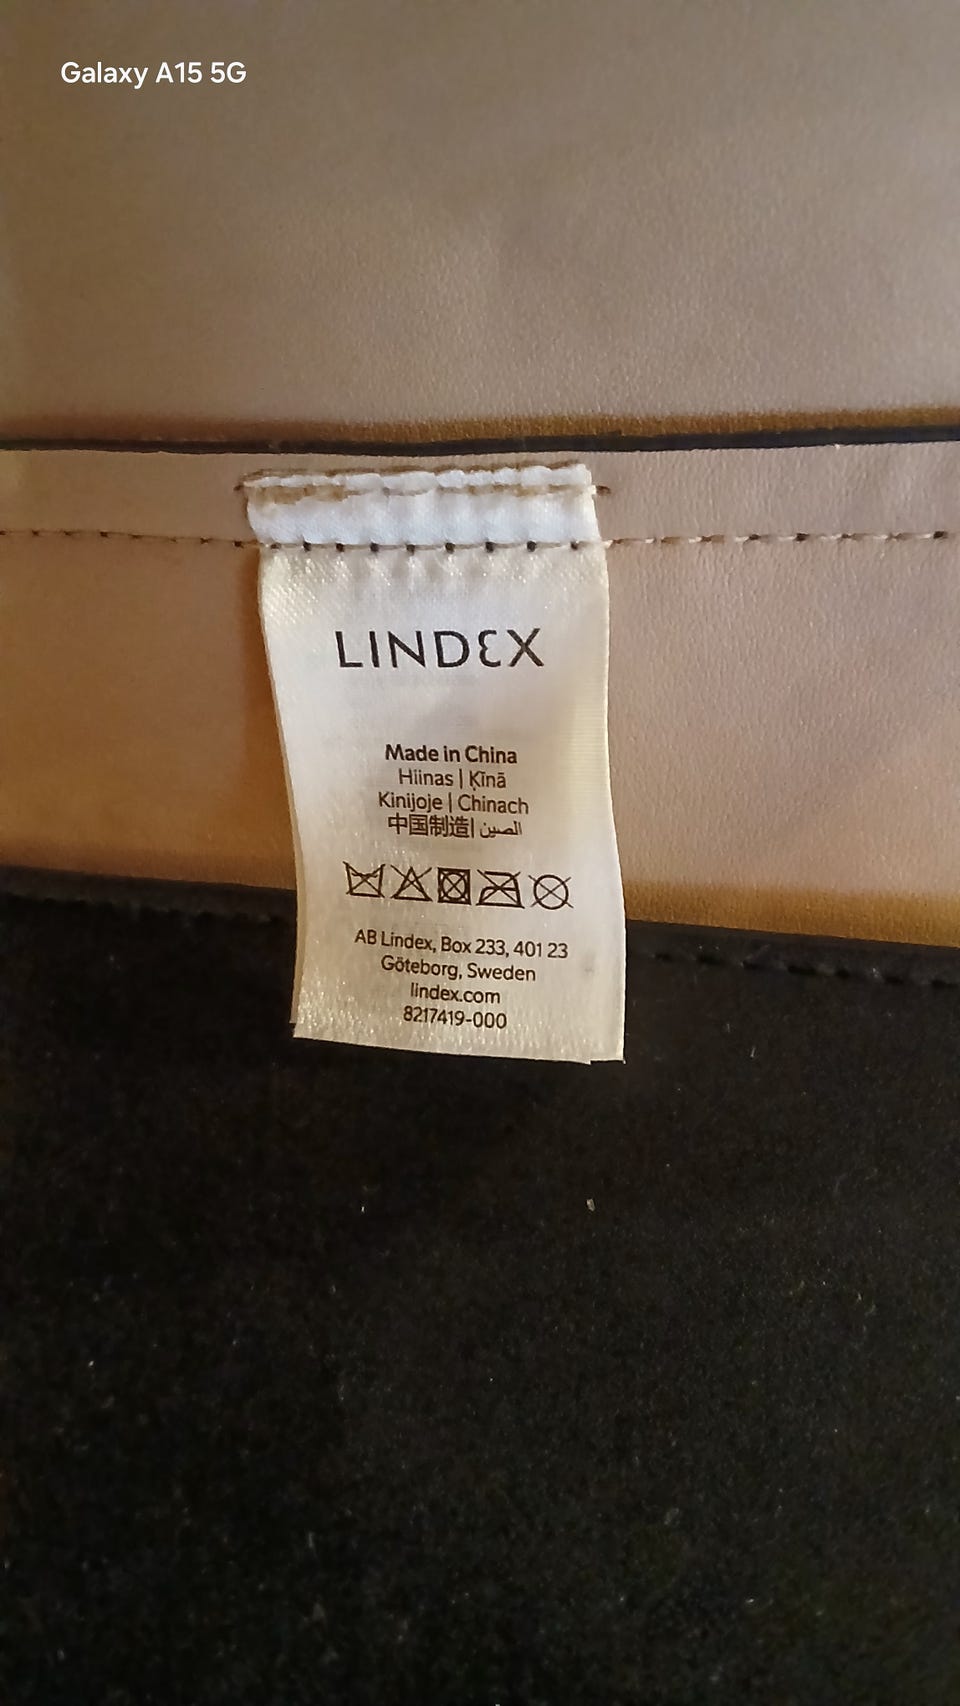 Galaxy A15 5G
LINDEX
Made in China
Hiinas | Ķīnā
Kinijoje | Chinach
中国制造| الصين
AB Lindex, Box 233, 401 23
Göteborg, Sweden
lindex.com
8217419-000